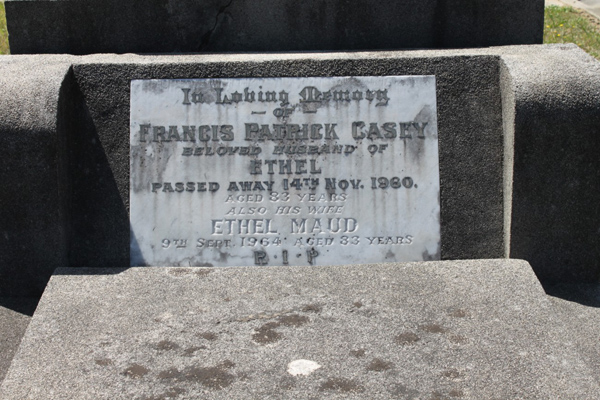 In Loving Memory
OF
FRANCIS PATRICK CASEY
BELOVED HUSBAND OF
ETHEL
PASSED AWAY 14TH NOV. 1960.
AGED 83 YEARS
ALSO HIS WIFE
ETHEL MAUD
9TH SEPT. 1964 AGED 83 YEARS
R.I.P